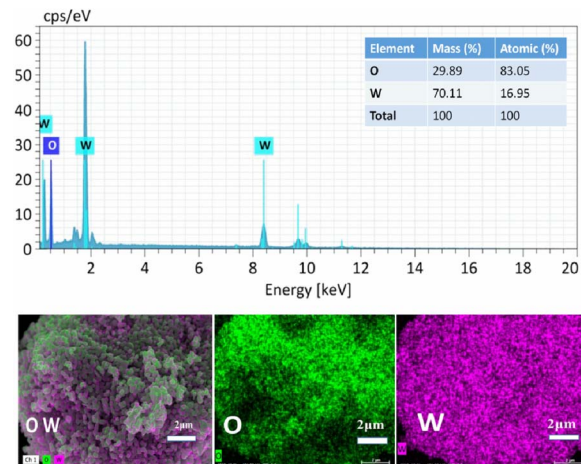 cps/eV
60
50
40
30
20
10
0
W
O
W
W
Element Mass (%) Atomic (%)
O 29.89 83.05
W 70.11 16.95
Total 100 100
2 4 6 8 10 12 14 16 18 20
Energy [keV]
O W
2μm
O
2μm
W
2μm
Ch 1 O W